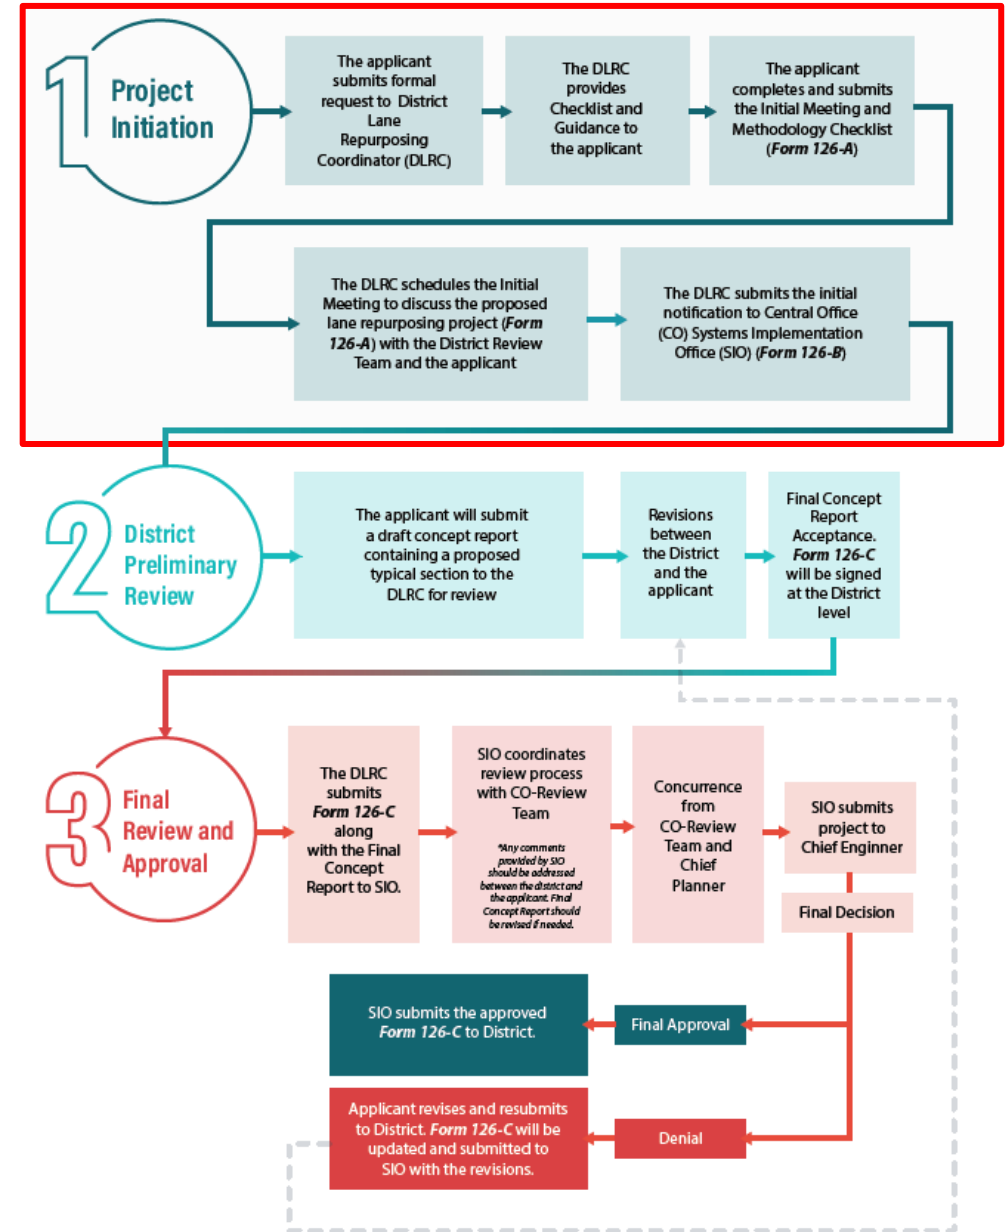 1
Project
Initiation
The applicant
submits formal
request to District
Lane
Repurposing
Coordinator (DLRC)
The DLRC
provides
Checklist and
Guidance to
the applicant
The applicant
completes and submits
the Initial Meeting and
Methodology Checklist
(Form 126-A)
The DLRC schedules the Initial
Meeting to discuss the proposed
lane repurposing project (Form
126-A) with the District Review
Team and the applicant
The DLRC submits the initial
notification to Central Office
(CO) Systems Implementation
Office (SIO) (Form 126-B)
2
District
Preliminary
Review
The applicant will submit
a draft concept report
containing a proposed
typical section to the
DLRC for review
Revisions
between
the District
and the
applicant
Final Concept
Report
Acceptance.
Form 126-C
will be signed
at the District
level
3
Final
Review and
Approval
The DLRC
submits
Form 126-C
along
with the Final
Concept
Report to SIO.
SIO coordinates
review process
with CO-Review
Team
*Any comments
provided by SIO
should be addressed
between the district and
the applicant. Final
Concept Report should
be revised if needed.
Concurrence
from
CO-Review
Team and
Chief
Planner
SIO submits
project to
Chief Enginner
Final Decision
SIO submits the approved
Form 126-C to District.
Final Approval
Applicant revises and resubmits
to District. Form 126-C will be
updated and submitted to
SIO with the revisions.
Denial